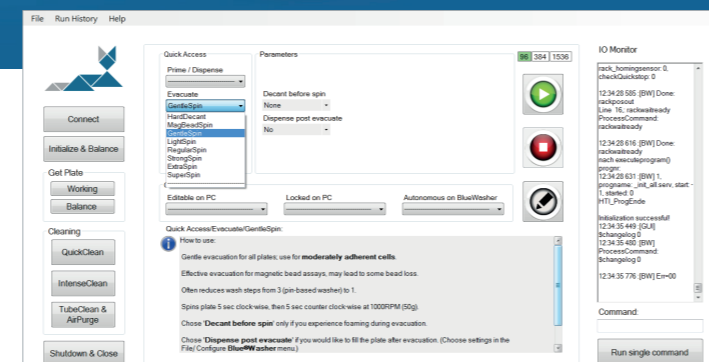 File Run History Help
Quick Access
Prime / Dispense
Evacuate
GentleSpin
HardDecant
MagBeadSpin
GentleSpin
LightSpin
RegularSpin
StrongSpin
ExtraSpin
SuperSpin
Parameters
Decant before spin
None
Dispense post evacuate
No
96 384 1536
Connect
Initialize & Balance
Get Plate
Working
Balance
Cleaning
QuickClean
IntenseClean
TubeClean &
AirPurge
Shutdown & Close
Editable on PC
Locked on PC
Autonomous on BlueWasher
Quick Access/Evacuate/GentleSpin:
How to use:
Gentle evacuation for all plates; use for moderately adherent cells.
Effective evacuation for magnetic bead assays, may lead to some bead loss.
Often reduces wash steps from 3 (pin-based washer) to 1.
Spins plate 5 sec clock-wise, then 5 sec counter clock-wise at 1000RPM (50g).
Chose 'Decant before spin' only if you experience foaming during evacuation.
Chose 'Dispense post evacuate' if you would like to fill the plate after evacuation. (Choose settings in the
File/ Configure Blue®Washer menu.)
IO Monitor
rack_homingsensor: 0,
checkQuickstop: 0
12:34:28 585 :[BW] Done:
rackposout
Line 16,: rackwaitready
ProcessCommand:
rackwaitready
12:34:28 616 :[BW] Done:
rackwaitready
nach executeprogram()
prognr:
12:34:28 631 :[BW] 1,
progname: _init_all.serv, start -
1, started: 0
HTI_ProgEnde
Initialization successful!
12:34:35 449 :[GUI]
$changelog 0
12:34:35 480 :[BW]
ProcessCommand:
$changelog 0
12:34:35 776 :[BW] Err=00
Command
Run single command